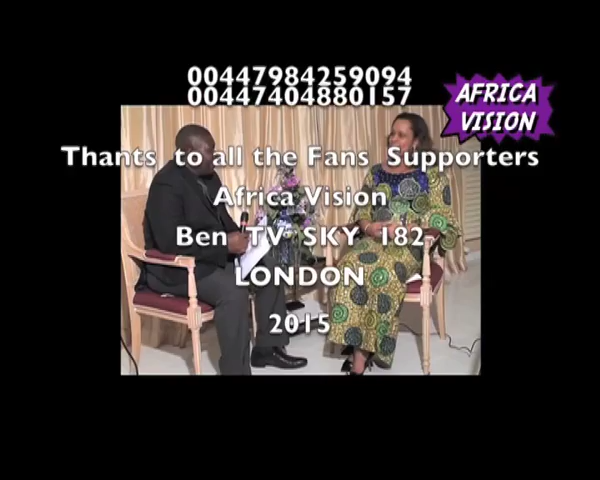 00447984259094
00447404880157
AFRICA
VISION
Thants to all the Fans Supporters
Africa Vision
Ben TV SKY 182
LONDON
2015